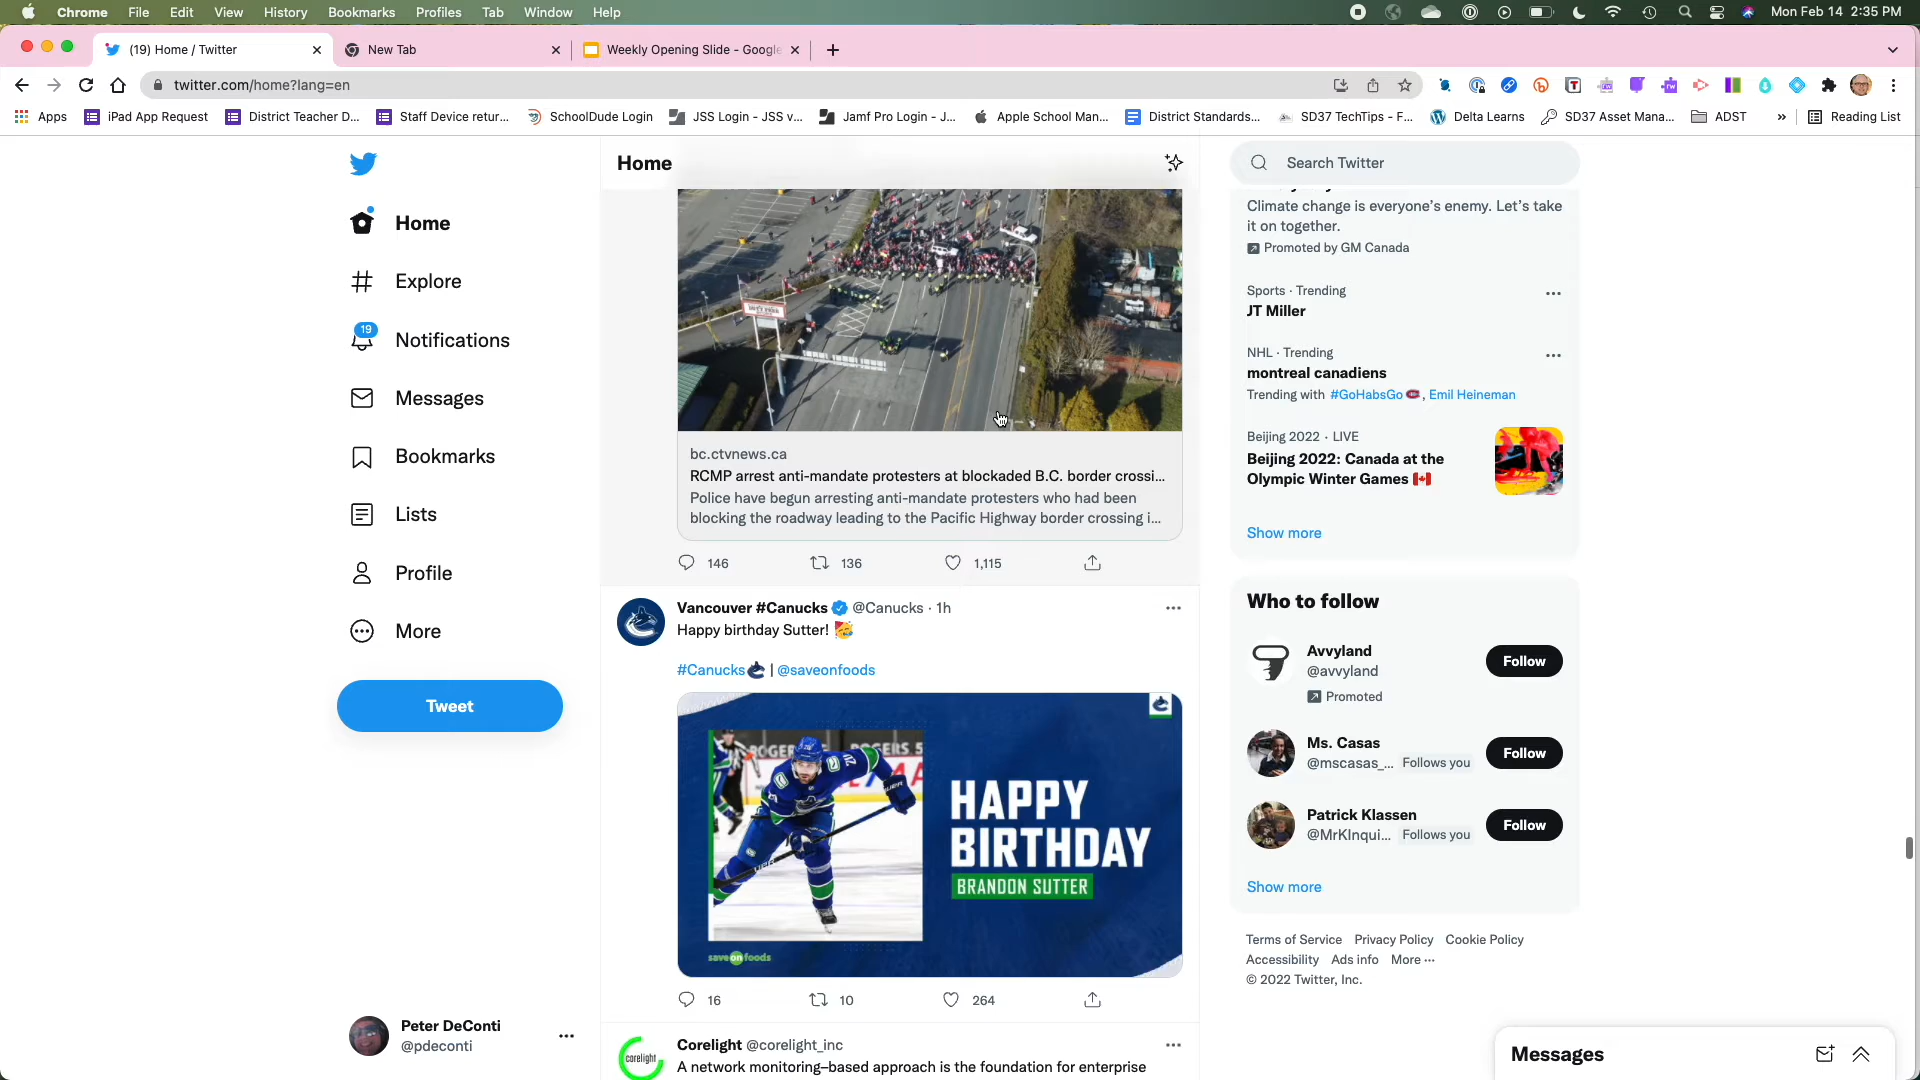 Chrome File Edit View History Bookmarks Profiles Tab Window Help
Mon Feb 14 2:35 PM
(19) Home / Twitter
New Tab
Weekly Opening Slide - Google
twitter.com/home?lang=en
Apps
iPad App Request
District Teacher D...
Staff Device retur...
SchoolDude Login
JSS Login - JSS v...
Jamf Pro Login - J...
Apple School Man...
District Standards...
SD37 TechTips - F...
Delta Learns
SD37 Asset Mana...
ADST
»
Reading List
Home
Explore
19
Notifications
Messages
Bookmarks
Lists
Profile
More
Tweet
Peter DeConti
@pdeconti
Home
bc.ctvnews.ca
RCMP arrest anti-mandate protesters at blockaded B.C. border crossi...
Police have begun arresting anti-mandate protesters who had been
blocking the roadway leading to the Pacific Highway border crossing i...
146 136 1,115
Vancouver #Canucks @Canucks · 1h
Happy birthday Sutter! 🥳
#Canucks | @saveonfoods
ROGERS
20
HAPPY
BIRTHDAY
BRANDON SUTTER
save on foods
16 10 264
Corelight @corelight_inc
corelight
A network monitoring–based approach is the foundation for enterprise
Search Twitter
Climate change is everyone's enemy. Let's take
it on together.
Promoted by GM Canada
Sports · Trending
JT Miller
NHL · Trending
montreal canadiens
Trending with #GoHabsGo, Emil Heineman
Beijing 2022 · LIVE
Beijing 2022: Canada at the
Olympic Winter Games 🇨🇦
Show more
Who to follow
Avvyland
@avvyland
Promoted
Follow
Ms. Casas
@mscasas_... Follows you
Follow
Patrick Klassen
@MrKInqui... Follows you
Follow
Show more
Terms of Service Privacy Policy Cookie Policy
Accessibility Ads info More ···
© 2022 Twitter, Inc.
Messages